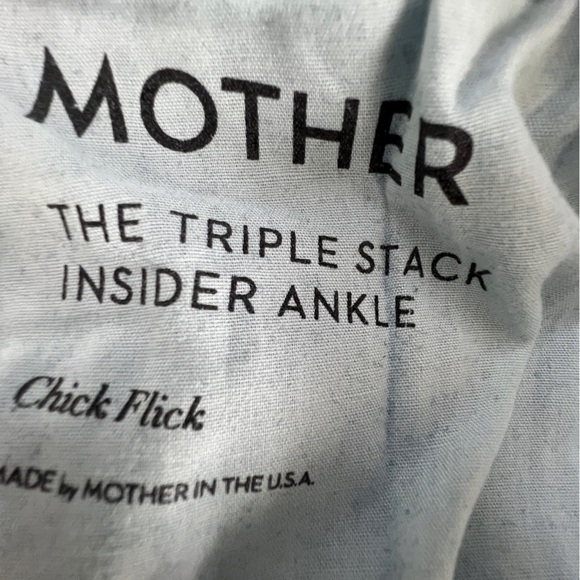 MOTHER
THE TRIPLE STACK
INSIDER ANKLE
Chick Flick
MADE by MOTHER IN THE U.S.A.